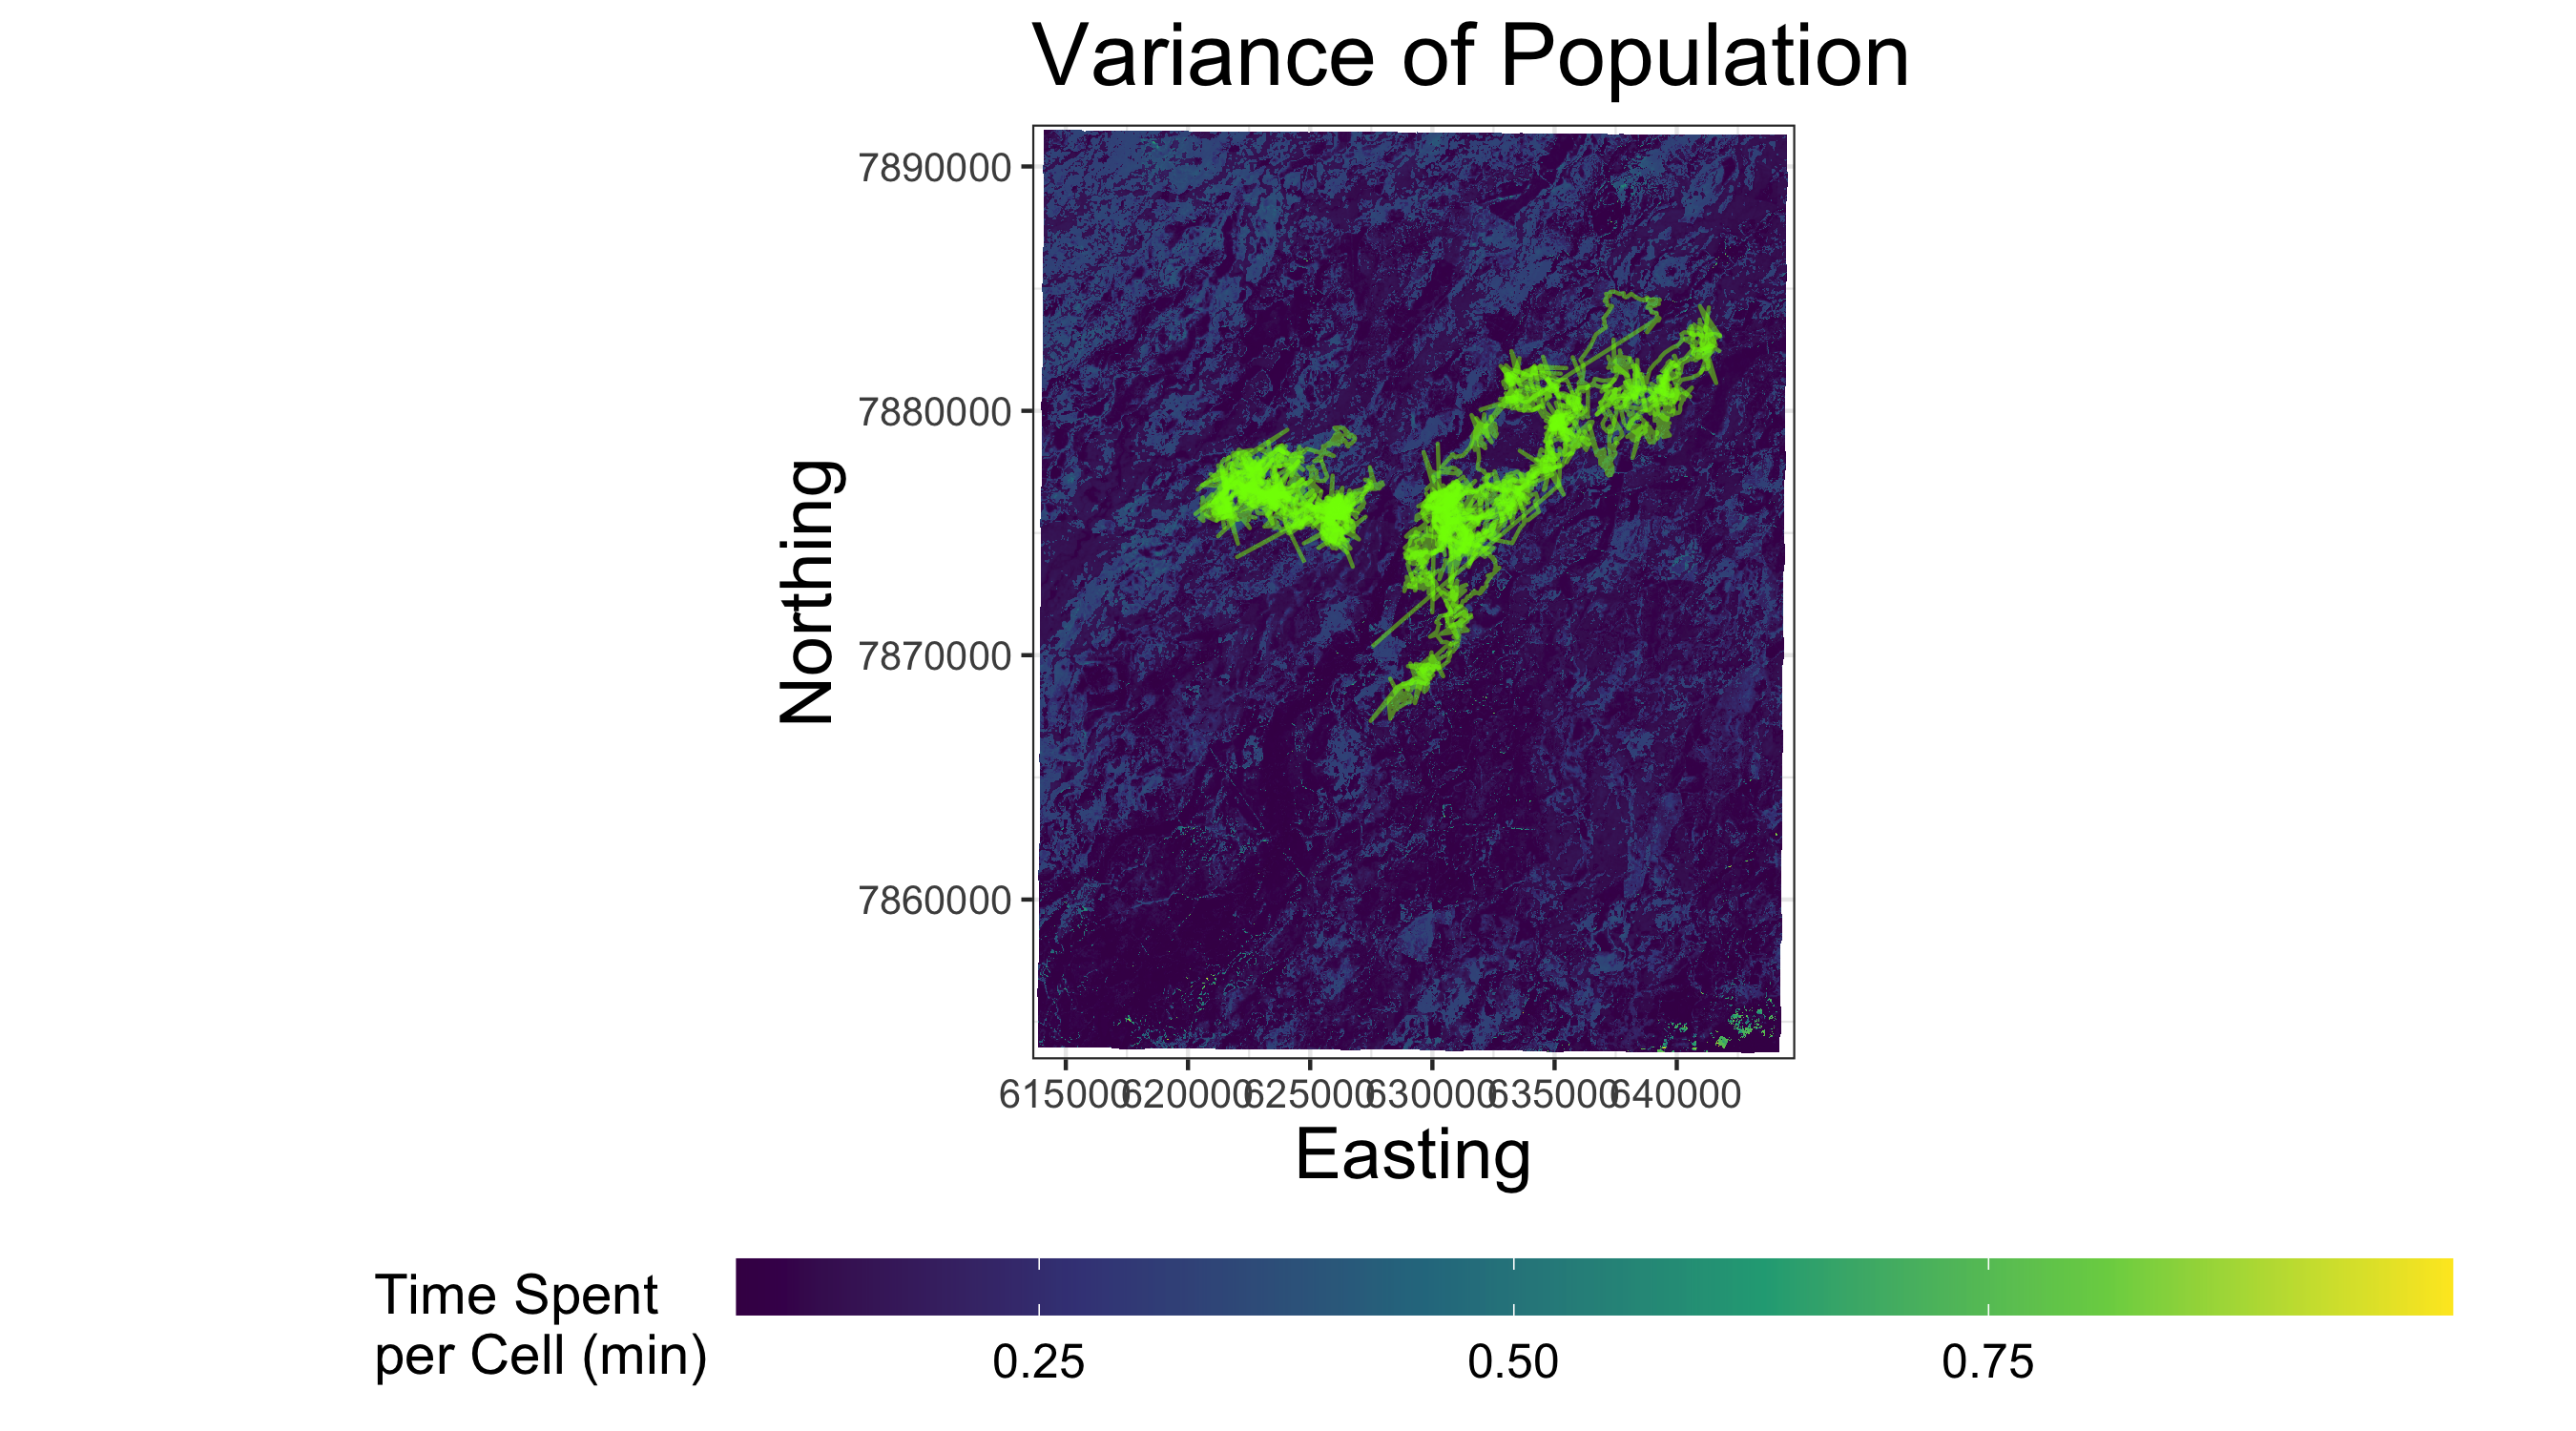 Variance of Population
7890000
7880000
7870000
7860000
Northing
615000 620000 625000 630000 635000 640000
Easting
Time Spent
per Cell (min)
0.25 0.50 0.75